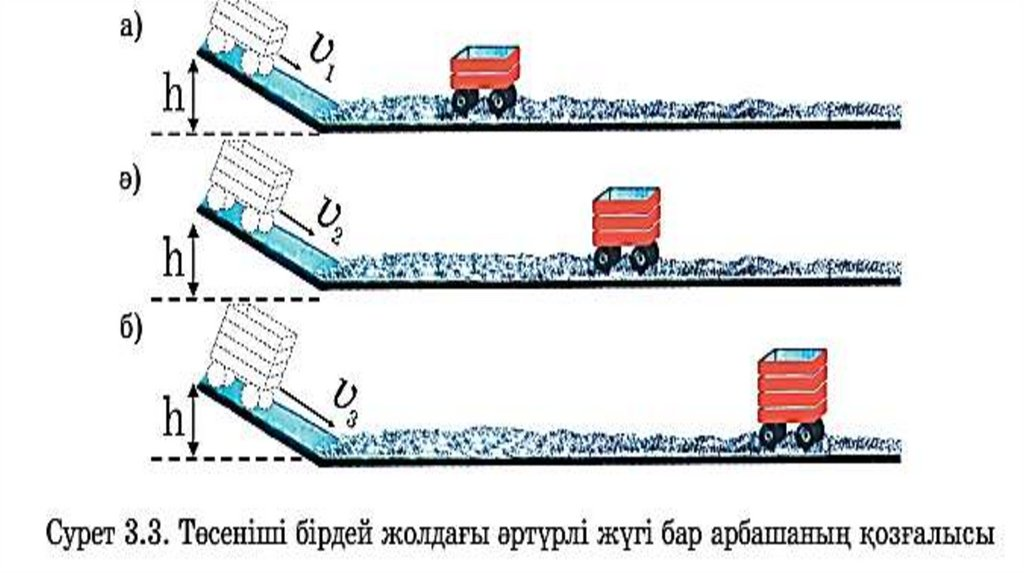 а)
υ₁
h
ә)
υ₂
h
б)
υ₃
h
Сурет 3.3. Төсеніші бірдей жолдағы әртүрлі жүгі бар арбашаның қозғалысы